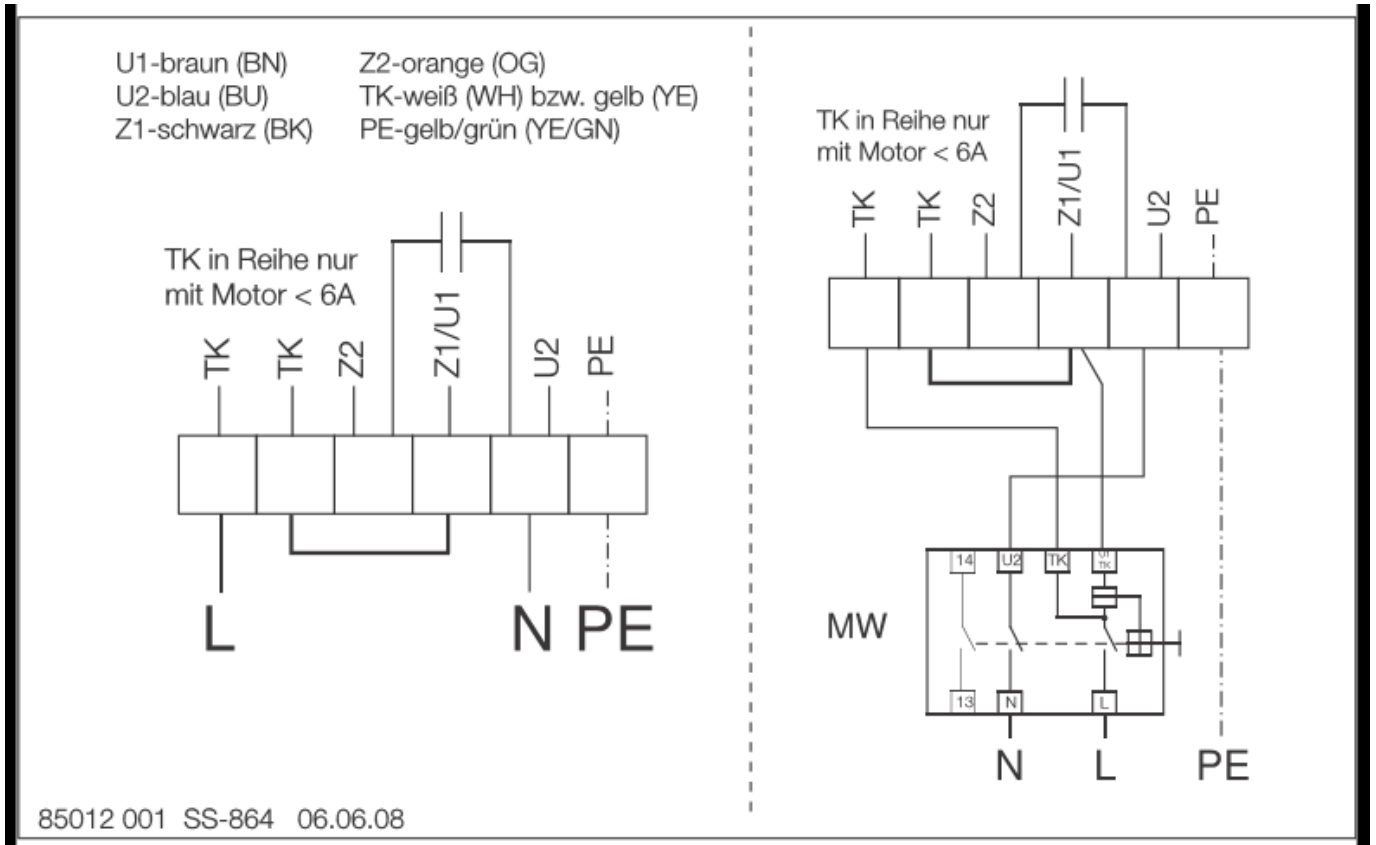 U1-braun (BN)
U2-blau (BU)
Z1-schwarz (BK)
Z2-orange (OG)
TK-weiß (WH) bzw. gelb (YE)
PE-gelb/grün (YE/GN)
TK in Reihe nur
mit Motor < 6A
TK
TK
Z2
Z1/U1
U2
PE
L
N
PE
TK in Reihe nur
mit Motor < 6A
TK
TK
Z2
Z1/U1
U2
PE
14
U2
TK
U1
TK
MW
13
N
L
N
L
PE
85012 001 SS-864 06.06.08